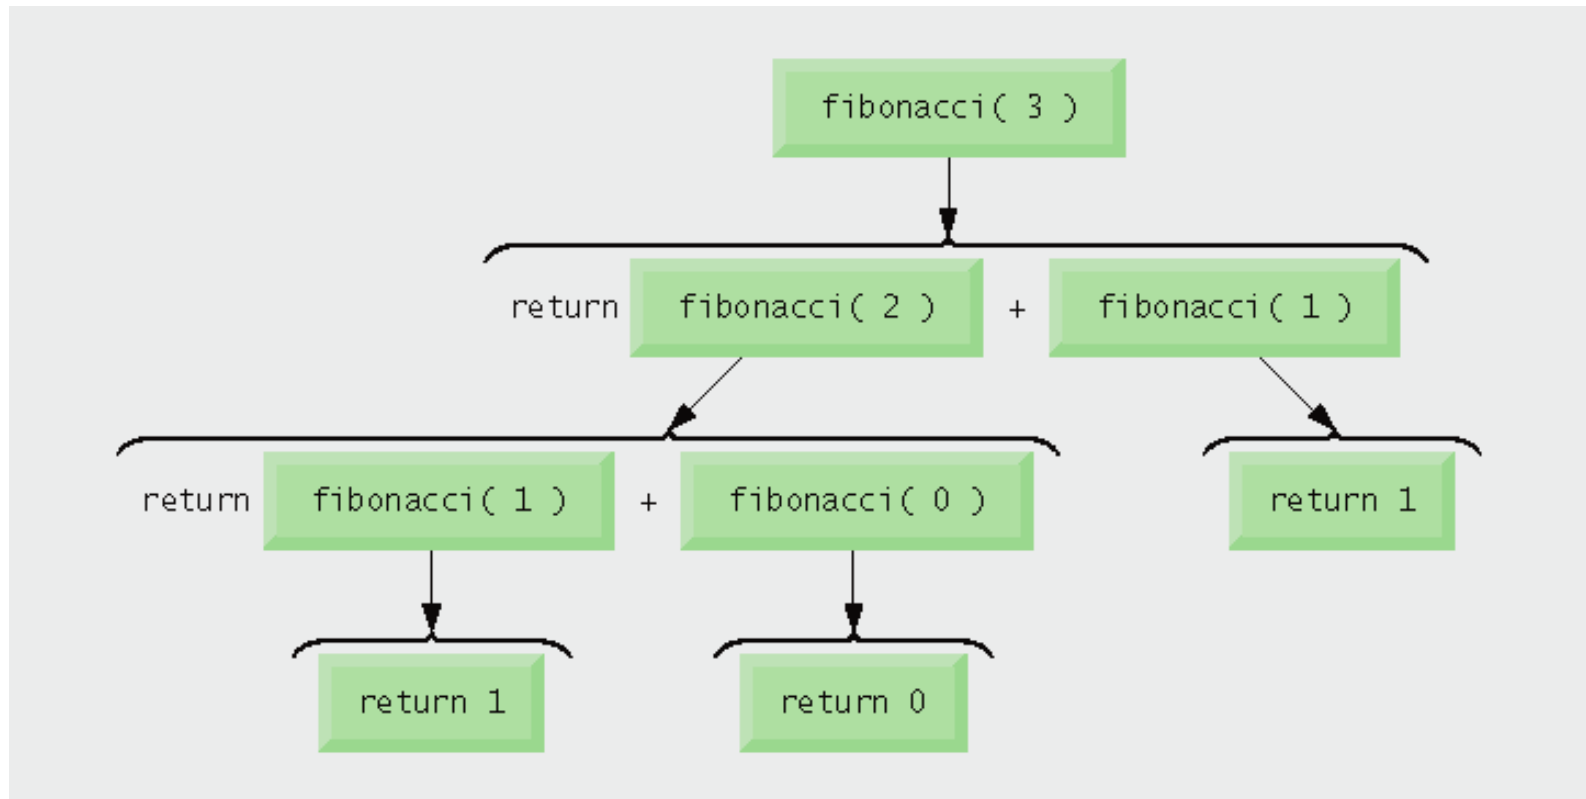 fibonacci( 3 )
return fibonacci( 2 ) + fibonacci( 1 )
return fibonacci( 1 ) + fibonacci( 0 ) return 1
return 1 return 0